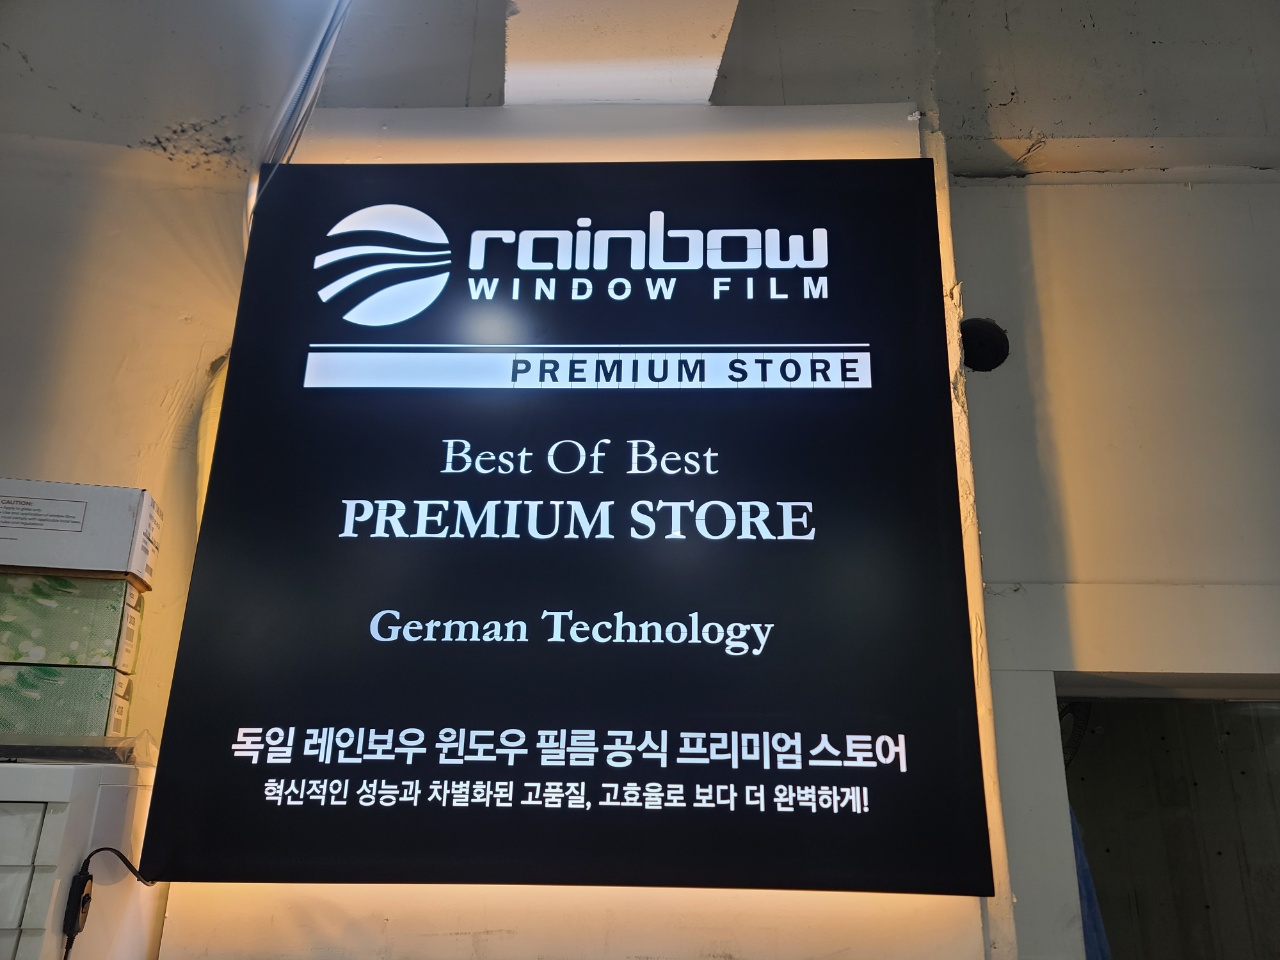 rainbow
WINDOW FILM
PREMIUM STORE
Best Of Best
PREMIUM STORE
German Technology
독일 레인보우 윈도우 필름 공식 프리미엄 스토어
혁신적인 성능과 차별화된 고품질, 고효율로 보다 더 완벽하게!
CAUTION: